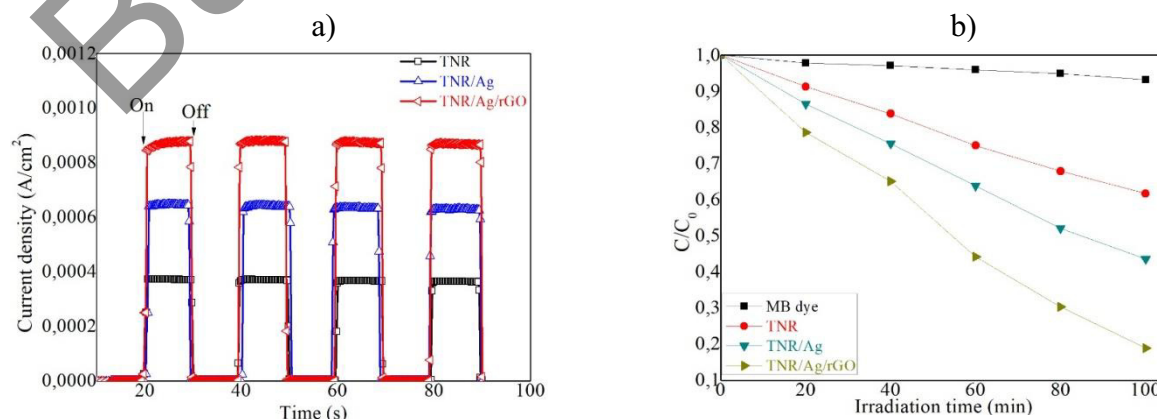 a)
0,0012
0,0010
0,0008
0,0006
0,0004
0,0002
0,0000
Current density (A/cm²)
On
Off
TNR
TNR/Ag
TNR/Ag/rGO
20
40
60
80
100
Time (s)
b)
1,0
0,9
0,8
0,7
0,6
0,5
0,4
0,3
0,2
0,1
C/C₀
MB dye
TNR
TNR/Ag
TNR/Ag/rGO
0
20
40
60
80
100
Irradiation time (min)